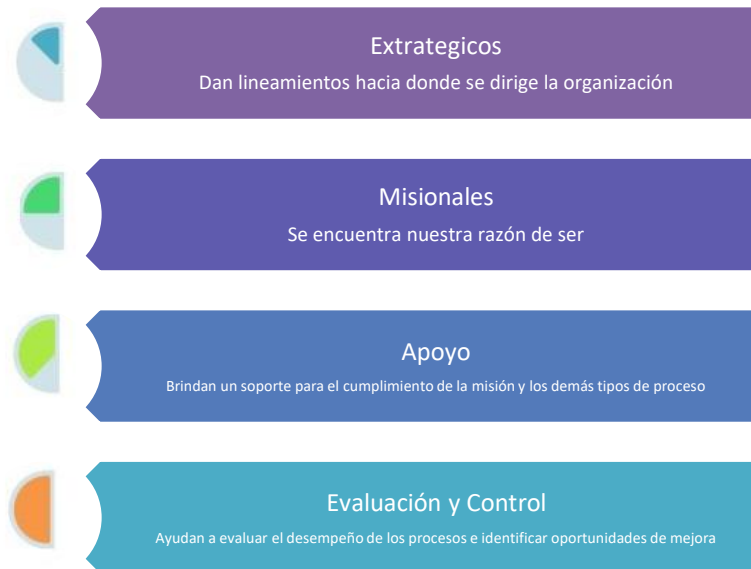 Extrategicos
Dan lineamientos hacia donde se dirige la organización
Misionales
Se encuentra nuestra razón de ser
Apoyo
Brindan un soporte para el cumplimiento de la misión y los demás tipos de proceso
Evaluación y Control
Ayudan a evaluar el desempeño de los procesos e identificar oportunidades de mejora